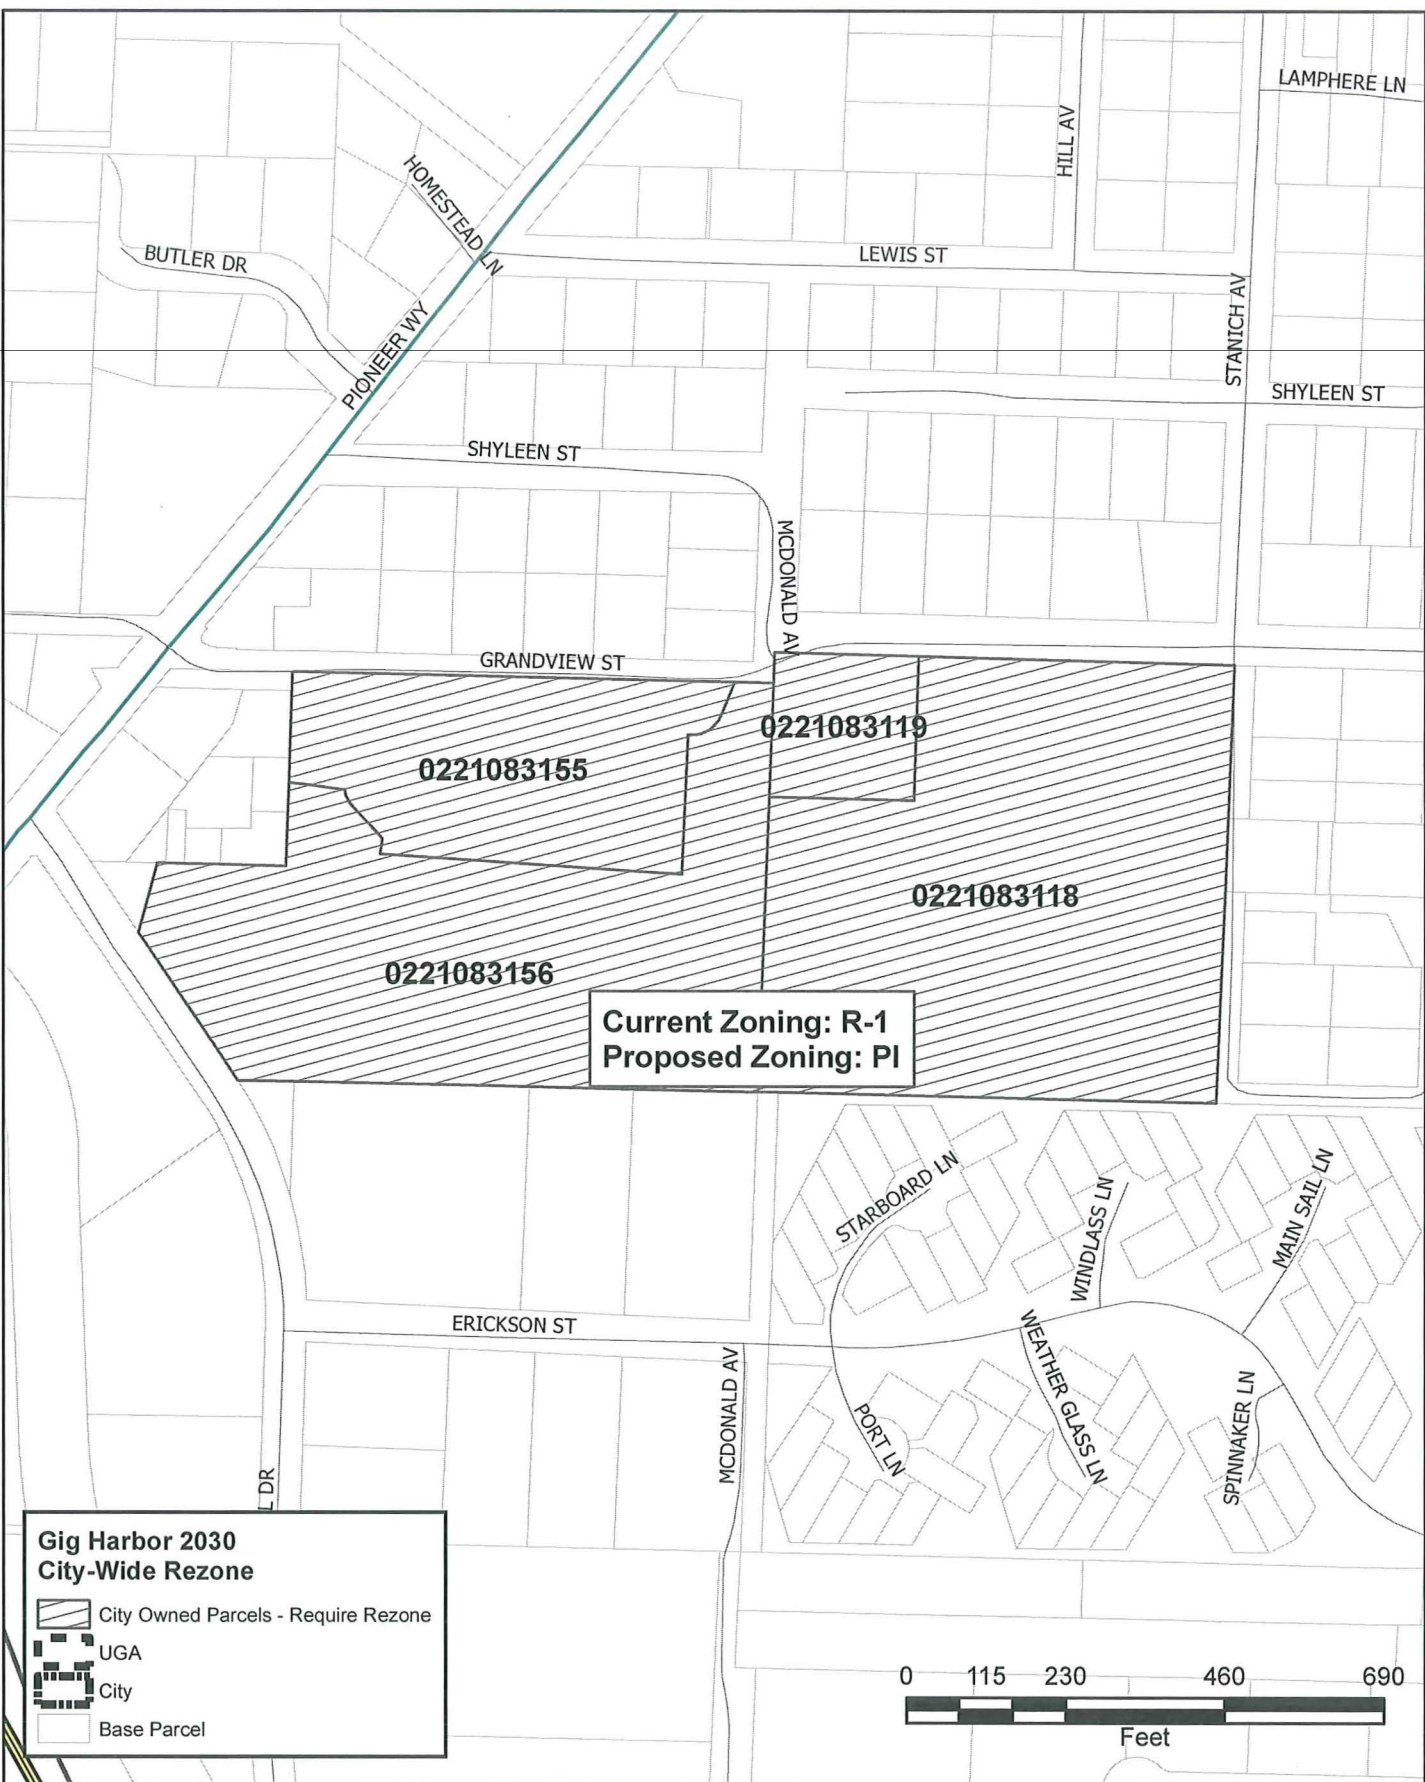 LAMPHERE LN
HILL AV
HOMESTEAD LN
BUTLER DR
LEWIS ST
STANICH AV
PIONEER WY
SHYLEEN ST
SHYLEEN ST
MCDONALD AV
GRANDVIEW ST
0221083119
0221083155
0221083118
0221083156
Current Zoning: R-1
Proposed Zoning: PI
STARBOARD LN
WINDLASS LN
MAIN SAIL LN
ERICKSON ST
WEATHER GLASS LN
MCDONALD AV
PORT LN
SPINNAKER LN
L DR
Gig Harbor 2030
City-Wide Rezone
City Owned Parcels - Require Rezone
UGA
City
Base Parcel
0 115 230 460 690
Feet